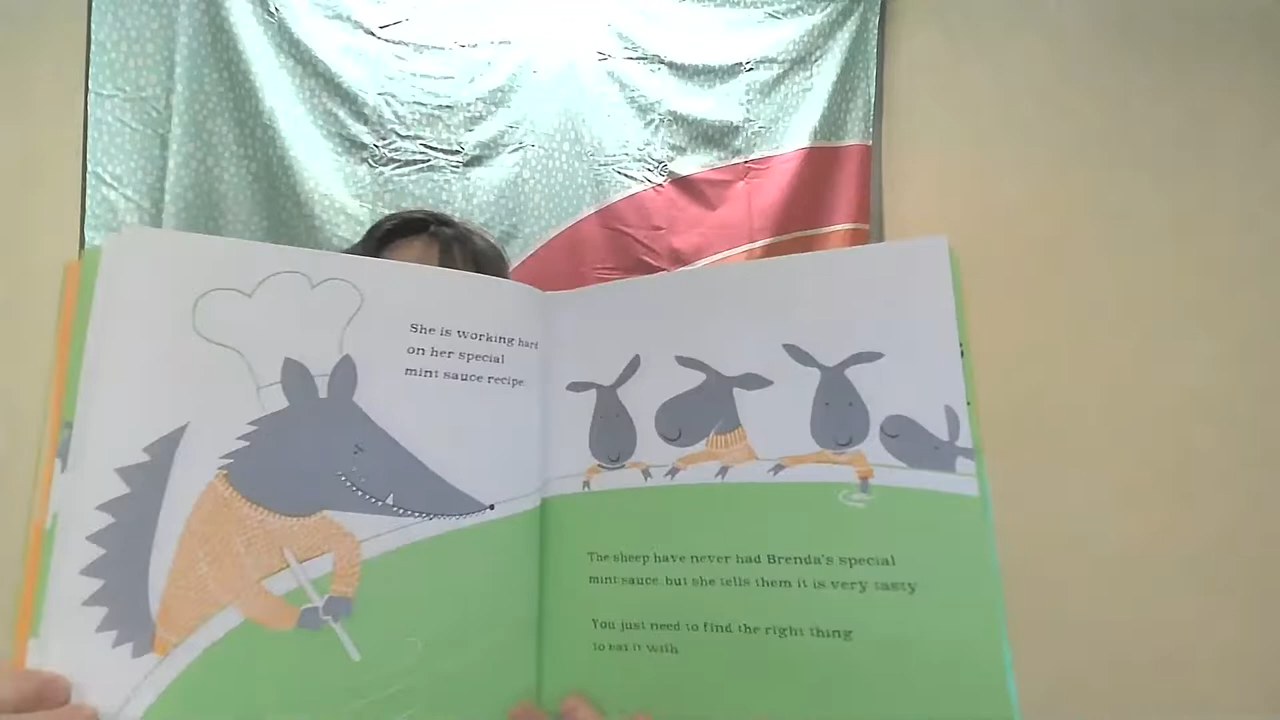 She is working hard
on her special
mint sauce recipe.
The sheep have never had Brenda's special
mint sauce, but she tells them it is very tasty
You just need to find the right thing
to eat it with